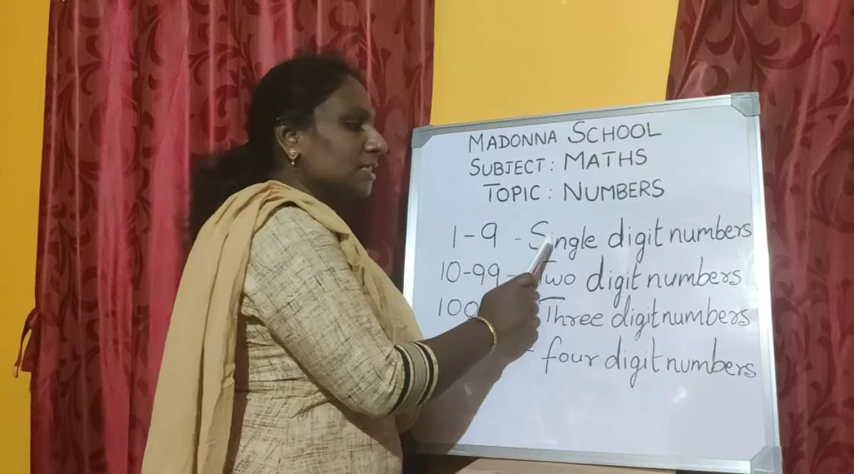 MADONNA SCHOOL
SUBJECT: MATHS
TOPIC: NUMBERS
1-9 - Single digit numbers
10-99 - Two digit numbers
100 Three digit numbers
- four digit numbers